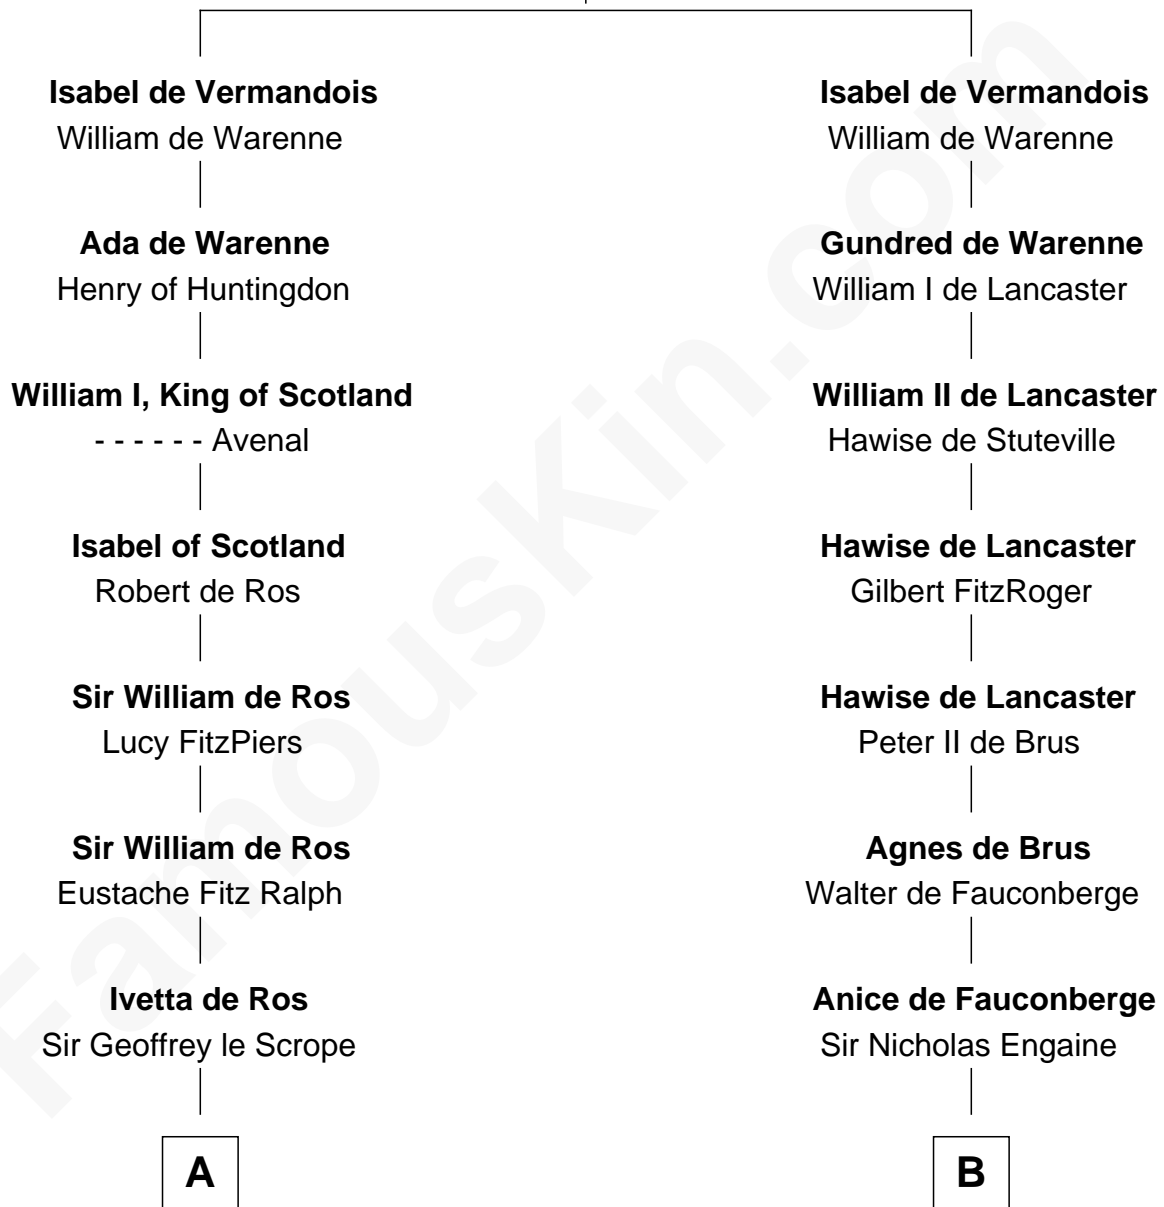 Isabel de Vermandois
William de Warenne
Ada de Warenne
Henry of Huntingdon
William I, King of Scotland
- - - - - - Avenal
Isabel of Scotland
Robert de Ros
Sir William de Ros
Lucy FitzPiers
Sir William de Ros
Eustache Fitz Ralph
Ivetta de Ros
Sir Geoffrey le Scrope
A
Isabel de Vermandois
William de Warenne
Gundred de Warenne
William I de Lancaster
William II de Lancaster
Hawise de Stuteville
Hawise de Lancaster
Gilbert FitzRoger
Hawise de Lancaster
Peter II de Brus
Agnes de Brus
Walter de Fauconberge
Anice de Fauconberge
Sir Nicholas Engaine
B
FamousKin.com